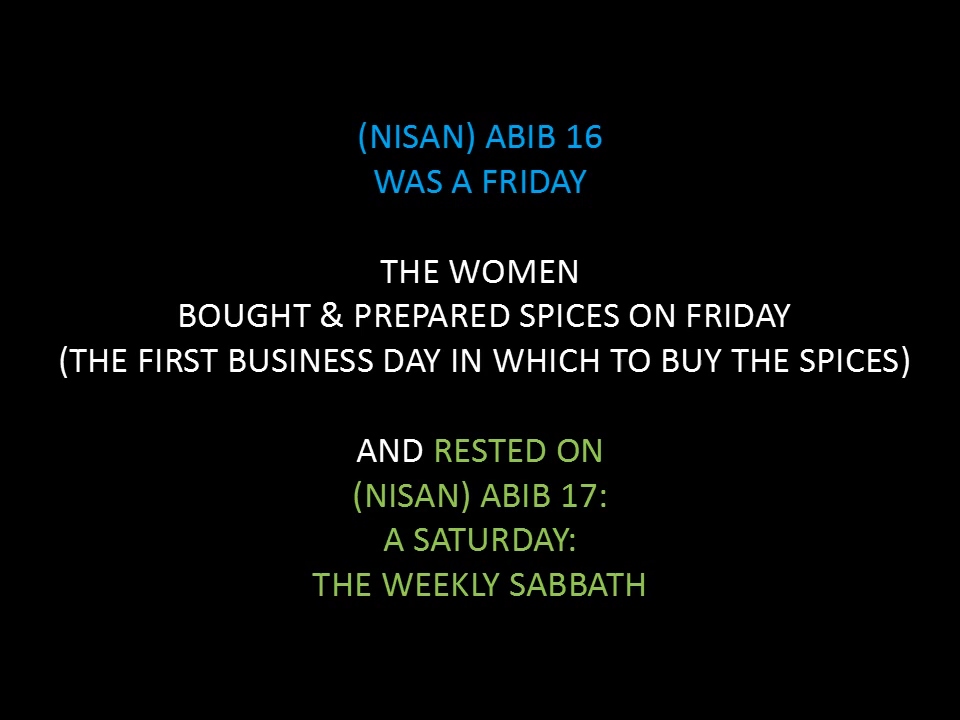 (NISAN) ABIB 16
WAS A FRIDAY
THE WOMEN
BOUGHT & PREPARED SPICES ON FRIDAY
(THE FIRST BUSINESS DAY IN WHICH TO BUY THE SPICES)
AND RESTED ON
(NISAN) ABIB 17:
A SATURDAY:
THE WEEKLY SABBATH